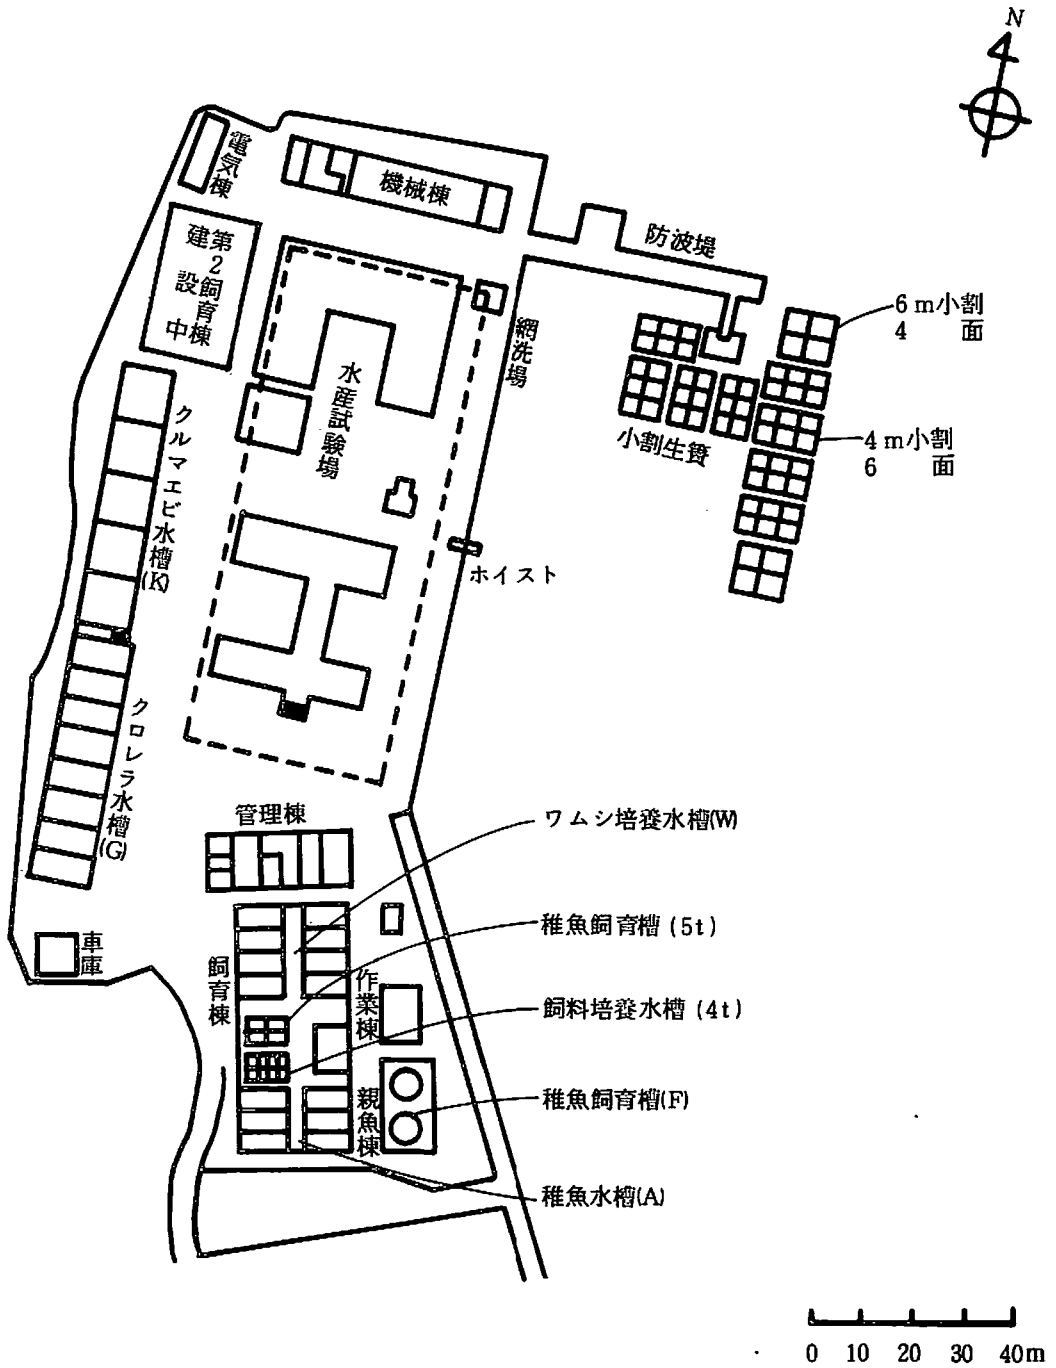 N
電気棟
機械棟
防波堤
第2飼育棟
建設中
網洗場
6m小割
4 面
水産試験場
小割生簀
4m小割
6 面
クルマエビ水槽(K)
ホイスト
クロレラ水槽(G)
管理棟
ワムシ培養水槽(W)
車庫
飼育棟
稚魚飼育槽(5t)
作業棟
飼料培養水槽(4t)
親魚棟
稚魚飼育槽(F)
稚魚水槽(A)
0 10 20 30 40m